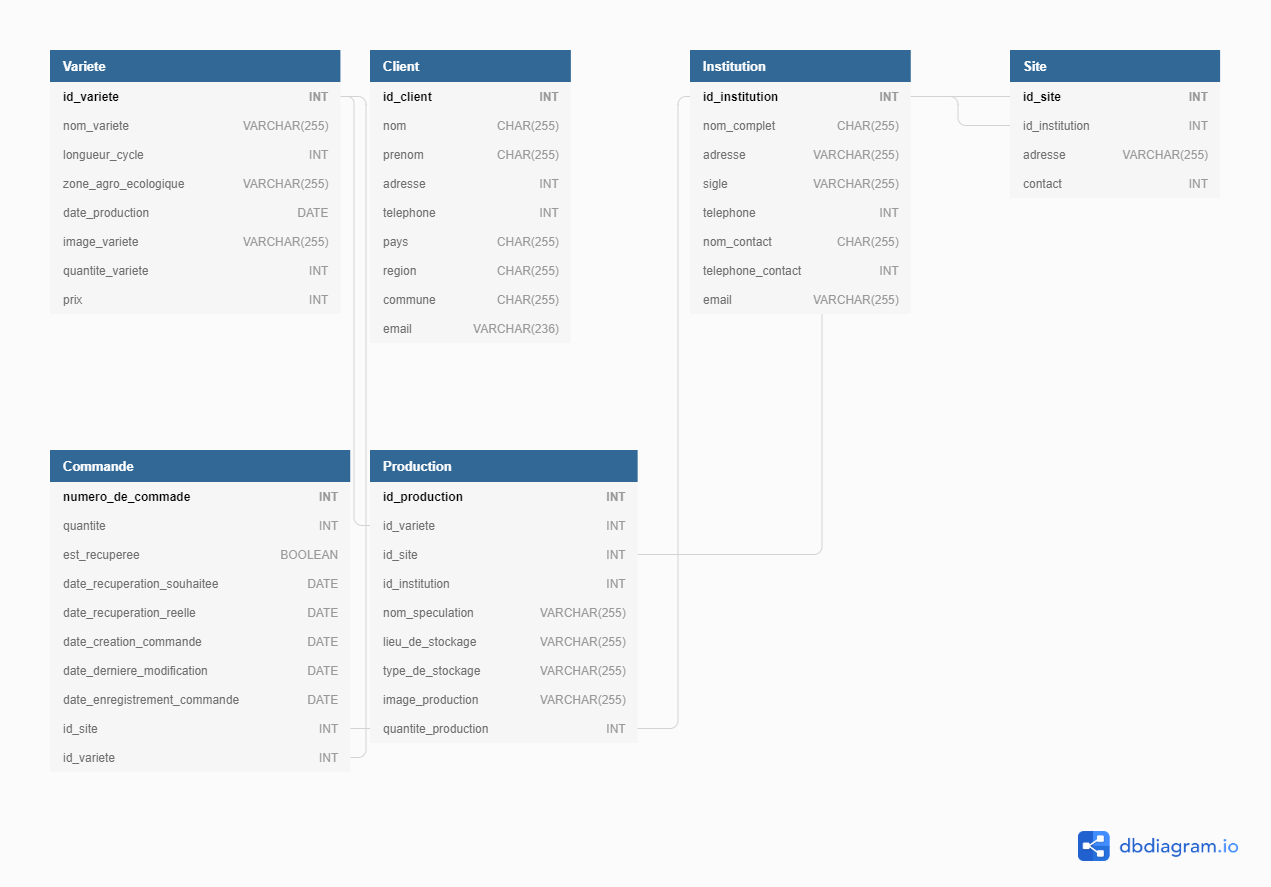 Variete
id_variete INT
nom_variete VARCHAR(255)
longueur_cycle INT
zone_agro_ecologique VARCHAR(255)
date_production DATE
image_variete VARCHAR(255)
quantite_variete INT
prix INT
Client
id_client INT
nom CHAR(255)
prenom CHAR(255)
adresse INT
telephone INT
pays CHAR(255)
region CHAR(255)
commune CHAR(255)
email VARCHAR(236)
Institution
id_institution INT
nom_complet CHAR(255)
adresse VARCHAR(255)
sigle VARCHAR(255)
telephone INT
nom_contact CHAR(255)
telephone_contact INT
email VARCHAR(255)
Site
id_site INT
id_institution INT
adresse VARCHAR(255)
contact INT
Commande
numero_de_commade INT
quantite INT
est_recuperee BOOLEAN
date_recuperation_souhaitee DATE
date_recuperation_reelle DATE
date_creation_commande DATE
date_derniere_modification DATE
date_enregistrement_commande DATE
id_site INT
id_variete INT
Production
id_production INT
id_variete INT
id_site INT
id_institution INT
nom_speculation VARCHAR(255)
lieu_de_stockage VARCHAR(255)
type_de_stockage VARCHAR(255)
image_production VARCHAR(255)
quantite_production INT
dbdiagram.io